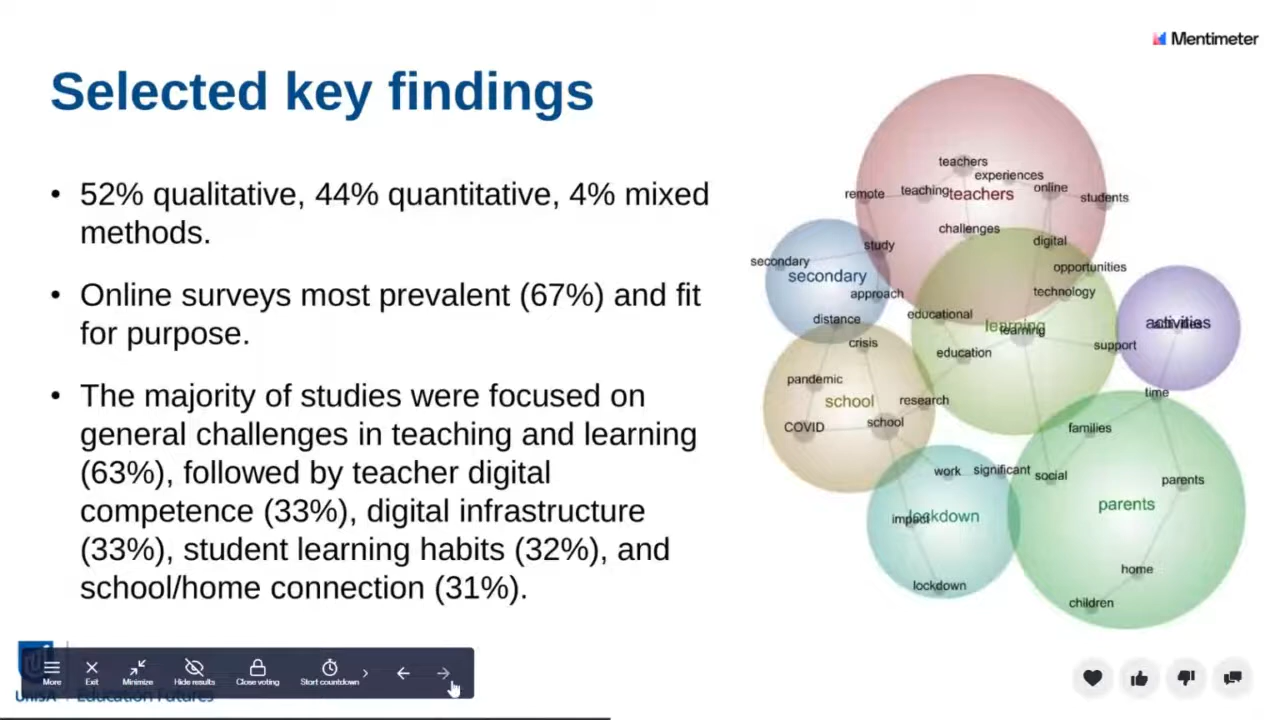 Mentimeter
Selected key findings
• 52% qualitative, 44% quantitative, 4% mixed
methods.
• Online surveys most prevalent (67%) and fit
for purpose.
• The majority of studies were focused on
general challenges in teaching and learning
(63%), followed by teacher digital
competence (33%), digital infrastructure
(33%), student learning habits (32%), and
school/home connection (31%).
teachers
experiences
remote
teaching
teachers
online
students
challenges
digital
study
secondary
secondary
opportunities
approach
technology
distance
educational
learning
learning
activities
crisis
education
support
pandemic
school
research
time
COVID
school
families
work
significant
social
parents
parents
impact
lockdown
home
lockdown
children
More
Exit
Minimize
Hide results
Close voting
Start countdown
UniSA
Education Futures